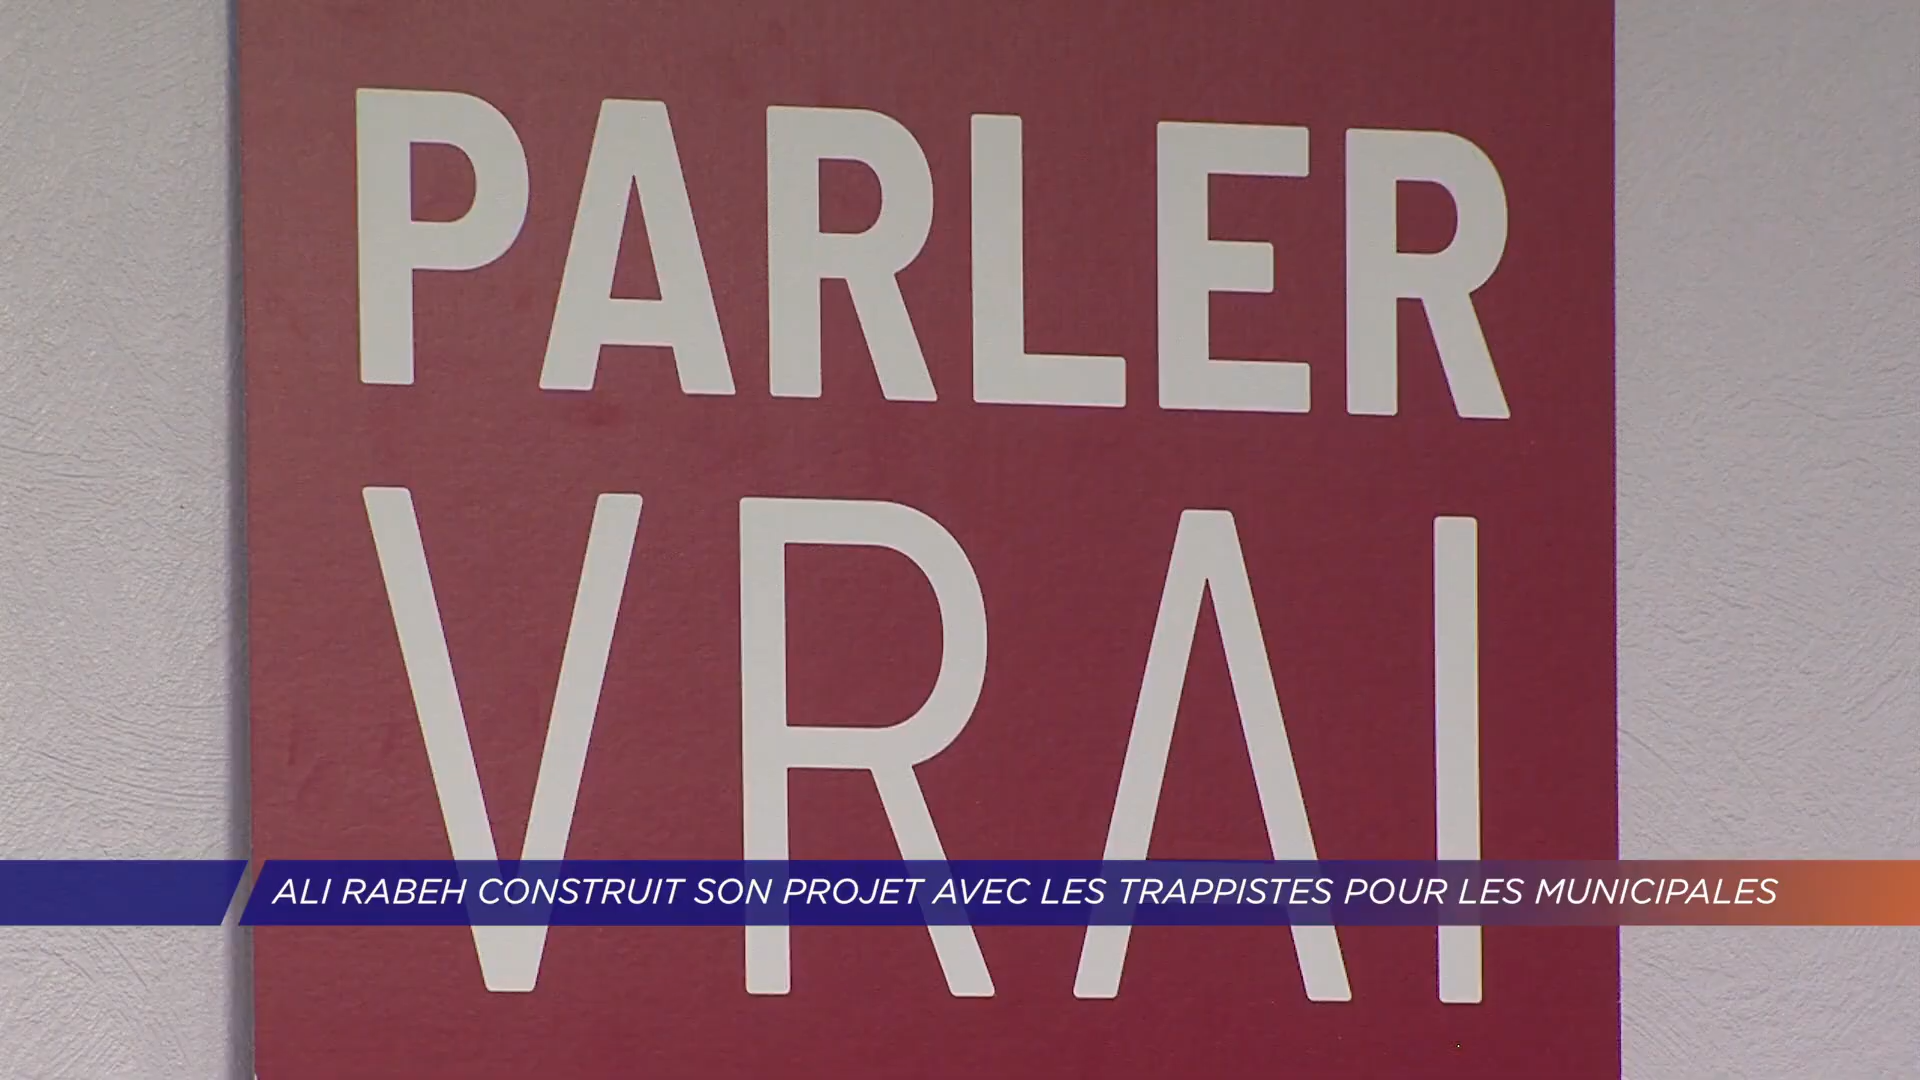 PARLER
VRAI
ALI RABEH CONSTRUIT SON PROJET AVEC LES TRAPPISTES POUR LES MUNICIPALES